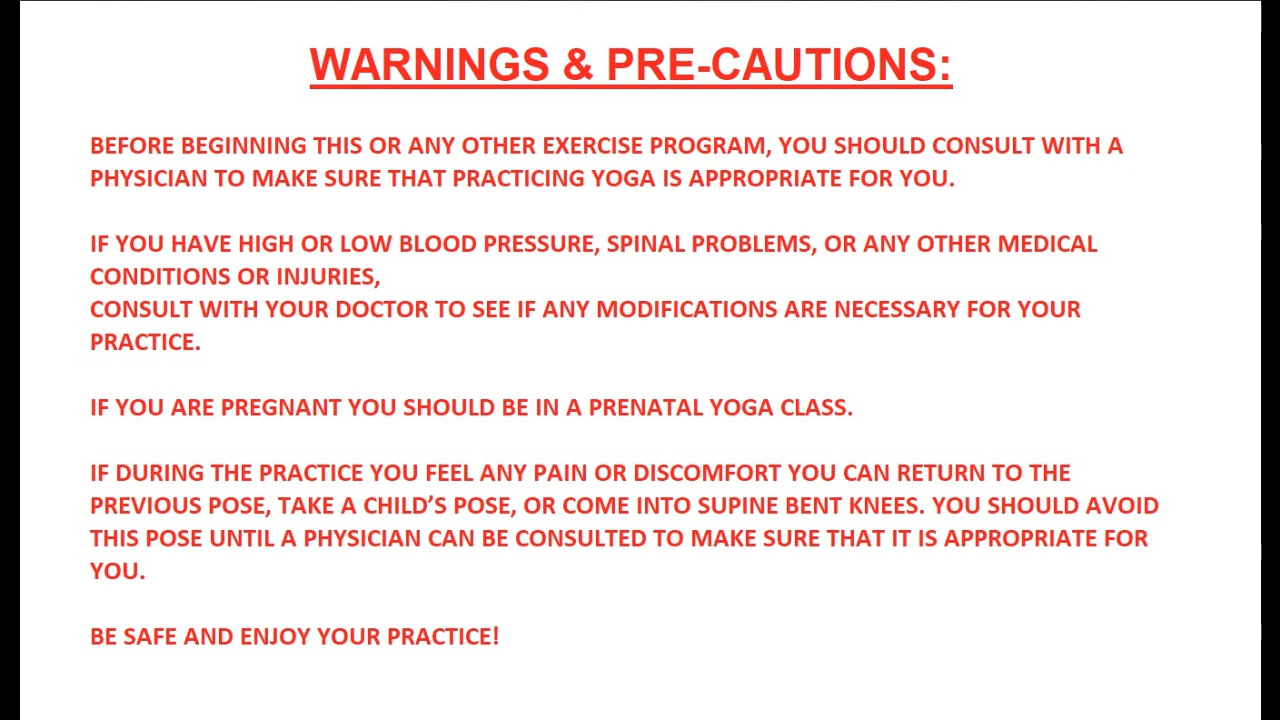 WARNINGS & PRE-CAUTIONS:
BEFORE BEGINNING THIS OR ANY OTHER EXERCISE PROGRAM, YOU SHOULD CONSULT WITH A
PHYSICIAN TO MAKE SURE THAT PRACTICING YOGA IS APPROPRIATE FOR YOU.
IF YOU HAVE HIGH OR LOW BLOOD PRESSURE, SPINAL PROBLEMS, OR ANY OTHER MEDICAL
CONDITIONS OR INJURIES,
CONSULT WITH YOUR DOCTOR TO SEE IF ANY MODIFICATIONS ARE NECESSARY FOR YOUR
PRACTICE.
IF YOU ARE PREGNANT YOU SHOULD BE IN A PRENATAL YOGA CLASS.
IF DURING THE PRACTICE YOU FEEL ANY PAIN OR DISCOMFORT YOU CAN RETURN TO THE
PREVIOUS POSE, TAKE A CHILD’S POSE, OR COME INTO SUPINE BENT KNEES. YOU SHOULD AVOID
THIS POSE UNTIL A PHYSICIAN CAN BE CONSULTED TO MAKE SURE THAT IT IS APPROPRIATE FOR
YOU.
BE SAFE AND ENJOY YOUR PRACTICE!